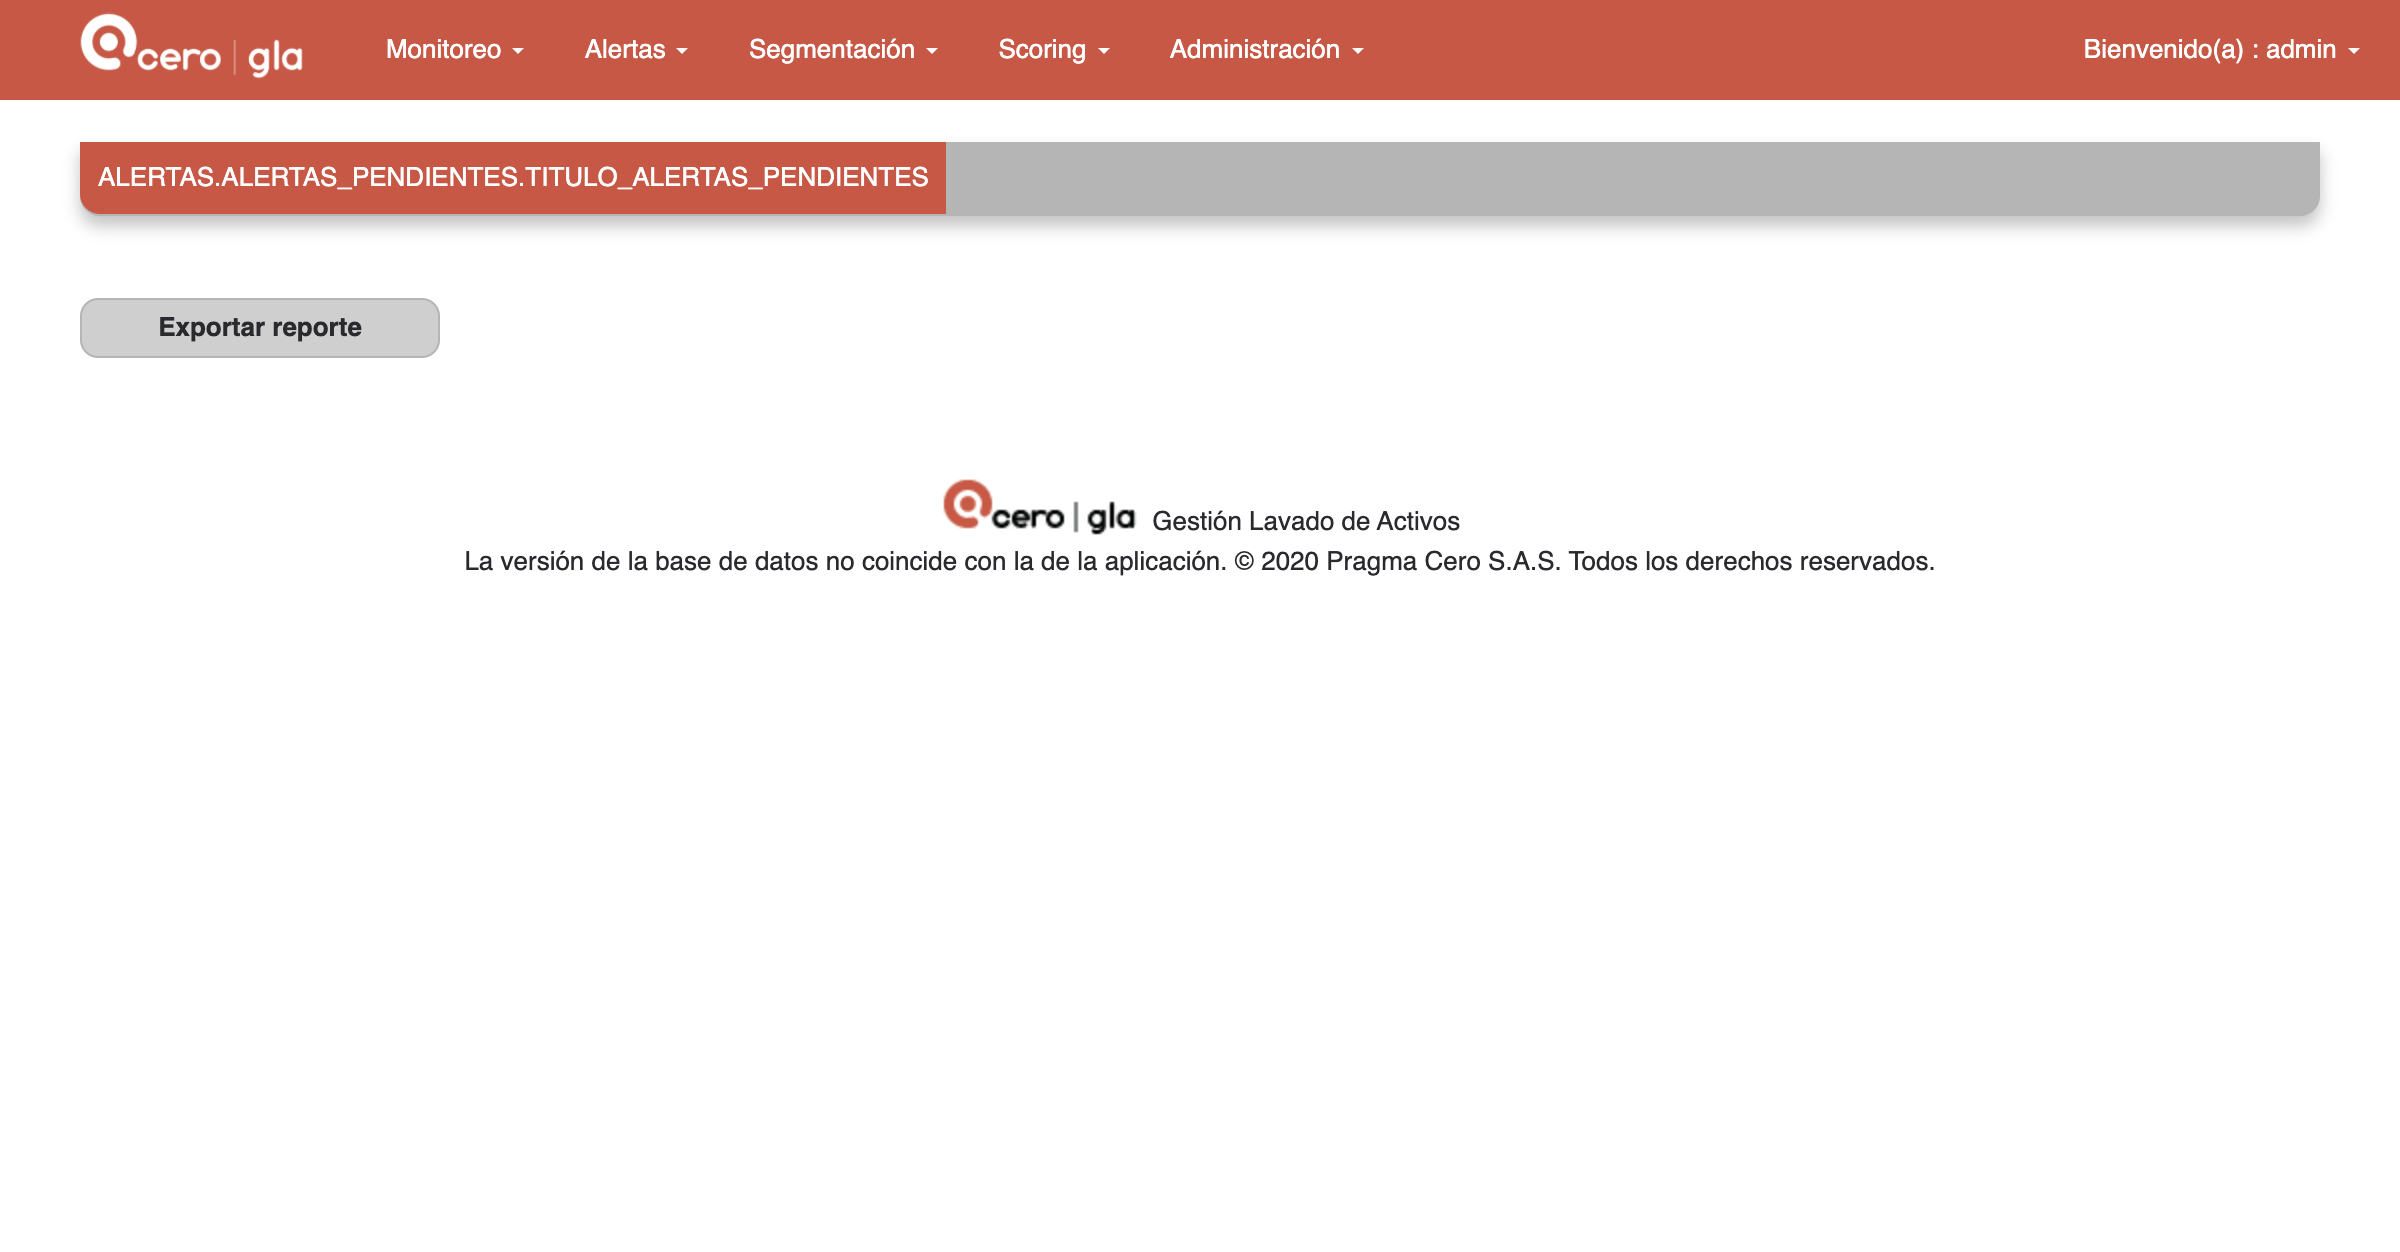 cero | gla Monitoreo Alertas Segmentación Scoring Administración Bienvenido(a) : admin
ALERTAS.ALERTAS_PENDIENTES.TITULO_ALERTAS_PENDIENTES
Exportar reporte
cero | gla Gestión Lavado de Activos
La versión de la base de datos no coincide con la de la aplicación. © 2020 Pragma Cero S.A.S. Todos los derechos reservados.